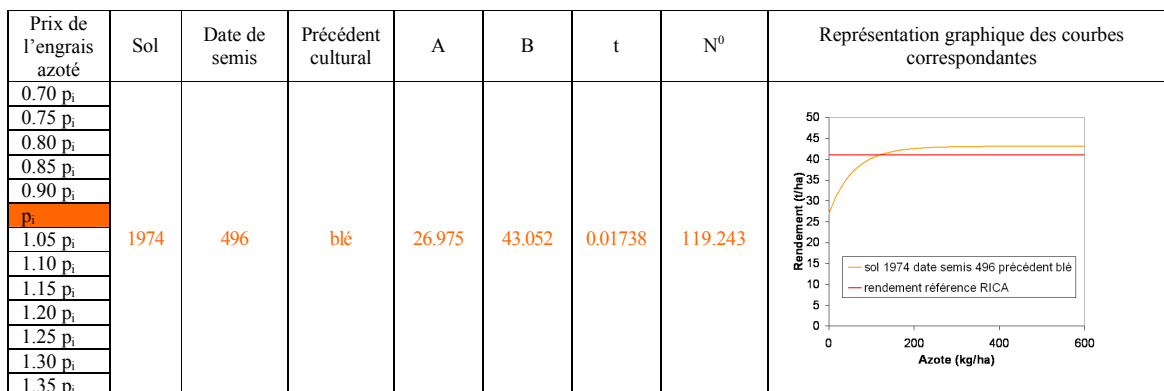 Prix de
l'engrais
azoté
Sol
Date de
semis
Précédent
cultural
A
B
t
N⁰
Représentation graphique des courbes
correspondantes
0.70 pᵢ
0.75 pᵢ
0.80 pᵢ
0.85 pᵢ
0.90 pᵢ
pᵢ
1.05 pᵢ
1.10 pᵢ
1.15 pᵢ
1.20 pᵢ
1.25 pᵢ
1.30 pᵢ
1.35 pᵢ
1974
496
blé
26.975
43.052
0.01738
119.243
Rendement (t/ha)
50
45
40
35
30
25
20
15
10
5
0
sol 1974 date semis 496 précédent blé
rendement référence RICA
0
200
400
600
Azote (kg/ha)